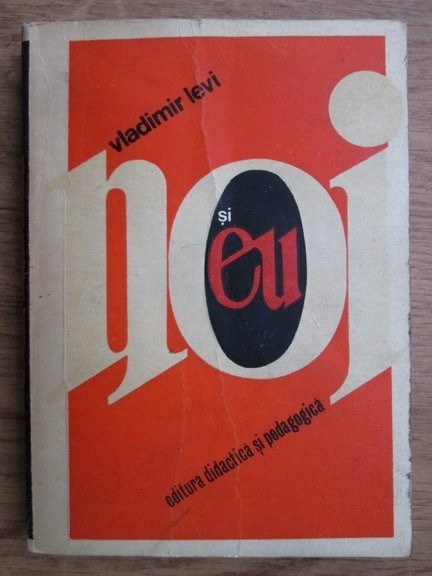 vladimir levi
noi
și
eu
editura didactică și pedagogică